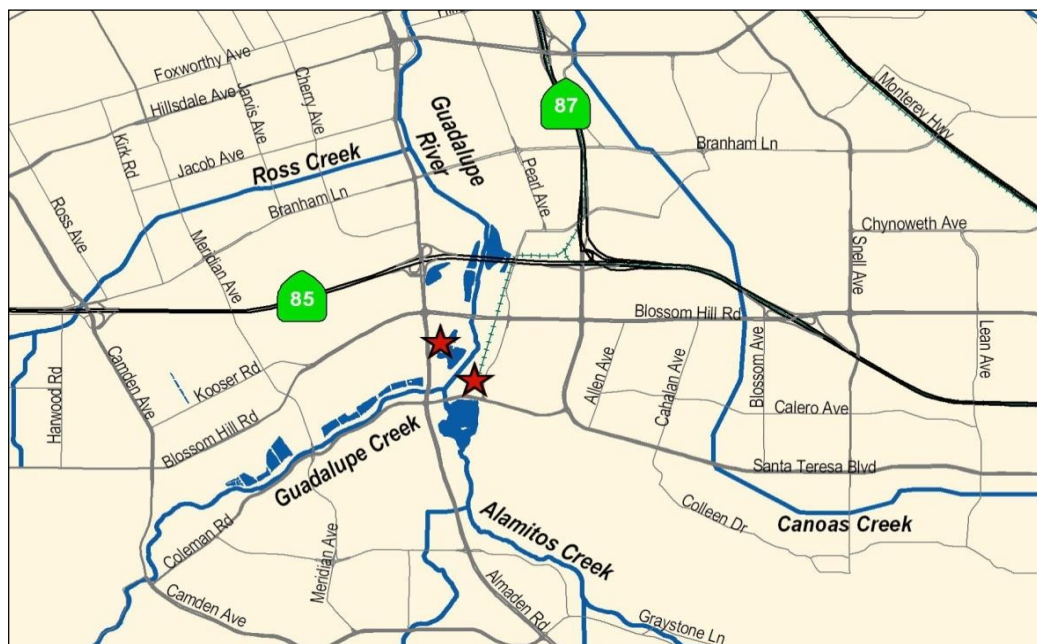 Foxworthy Ave
Hillsdale Ave
Jarvis Ave
Cherry Ave
Kirk Rd
Jacob Ave
Ross Creek
Branham Ln
Ross Ave
Meridian Ave
Guadalupe
River
87
Pearl Ave
Branham Ln
Monterey Hwy
Chynoweth Ave
Snell Ave
85
Blossom Hill Rd
Harwood Rd
Camden Ave
Kooser Rd
Blossom Hill Rd
Allen Ave
Cahalan Ave
Blossom Ave
Lean Ave
Calero Ave
Santa Teresa Blvd
Guadalupe Creek
Coleman Rd
Colleen Dr
Canoas Creek
Alamitos Creek
Meridian Ave
Camden Ave
Almaden Rd
Graystone Ln